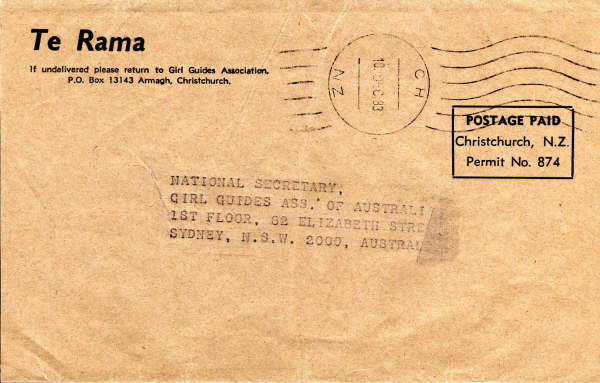 Te Rama
If undelivered please return to Girl Guides Association,
P.O. Box 13143 Armagh, Christchurch.
CH
NZ
POSTAGE PAID
Christchurch, N.Z.
Permit No. 874
NATIONAL SECRETARY,
GIRL GUIDES ASS. OF AUSTRALI
1ST FLOOR, 62 ELIZABETH STRE
SYDNEY, N.S.W. 2000, AUSTRAL